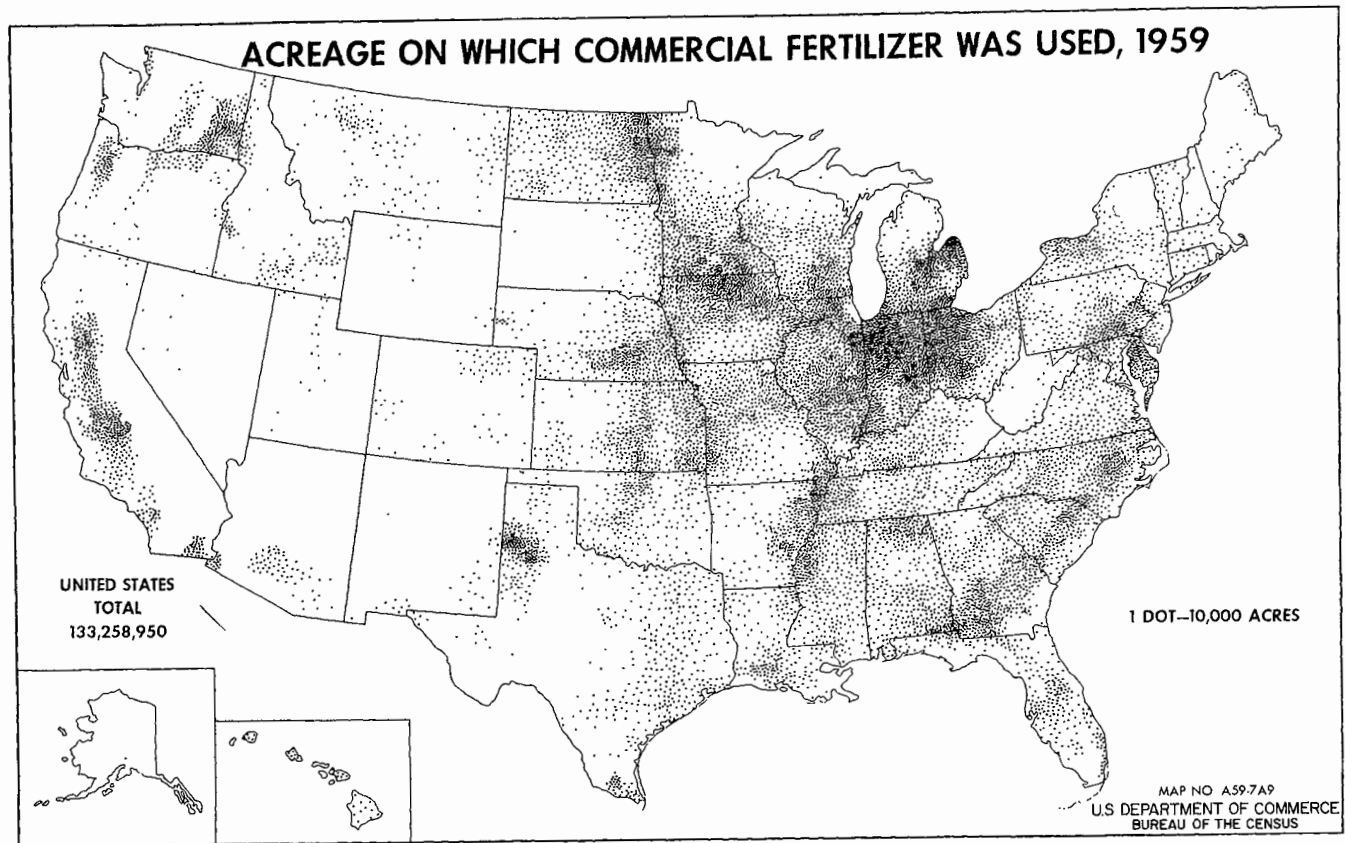 ACREAGE ON WHICH COMMERCIAL FERTILIZER WAS USED, 1959
UNITED STATES
TOTAL
133,258,950
1 DOT—10,000 ACRES
MAP NO A59-7A9
U.S DEPARTMENT OF COMMERCE
BUREAU OF THE CENSUS